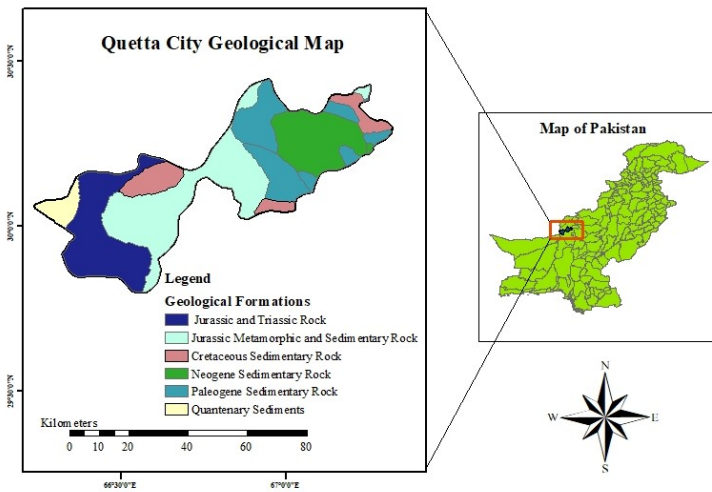 Quetta City Geological Map
30°30'0"N
30°0'0"N
29°30'0"N
Legend
Geological Formations
Jurassic and Triassic Rock
Jurassic Metamorphic and Sedimentary Rock
Cretaceous Sedimentary Rock
Neogene Sedimentary Rock
Paleogene Sedimentary Rock
Quantenary Sediments
Kilometers
0 10 20 40 60 80
66°30'0"E
67°0'0"E
Map of Pakistan
N
W
E
S